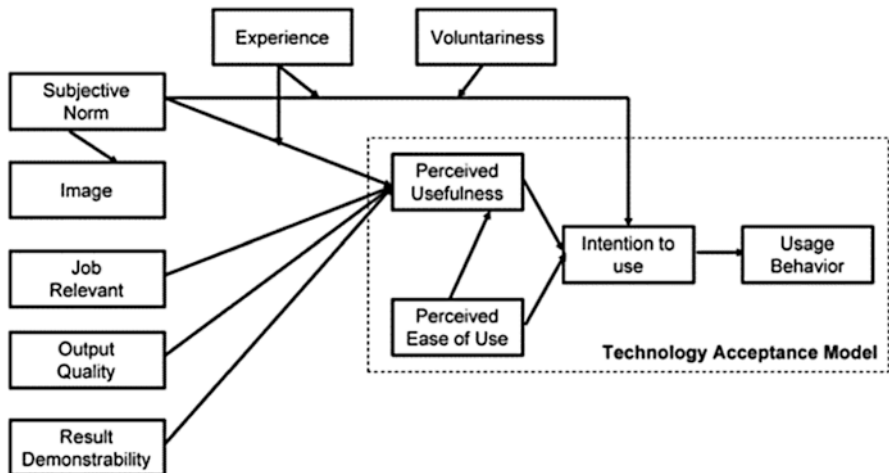 Experience
Voluntariness
Subjective
Norm
Image
Job
Relevant
Output
Quality
Result
Demonstrability
Perceived
Usefulness
Perceived
Ease of Use
Intention to
use
Usage
Behavior
Technology Acceptance Model